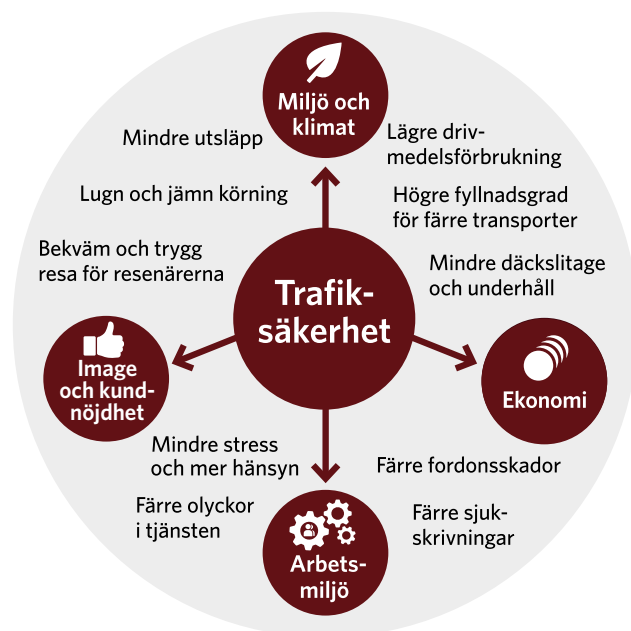 Miljö och
klimat
Mindre utsläpp
Lägre driv-
medelsförbrukning
Lugn och jämn körning
Högre fyllnadsgrad
för färre transporter
Bekväm och trygg
resa för resenärerna
Mindre däckslitage
och underhåll
Trafik-
säkerhet
Image
och kund-
nöjdhet
Ekonomi
Mindre stress
och mer hänsyn
Färre fordonsskador
Färre olyckor
i tjänsten
Färre sjuk-
skrivningar
Arbets-
miljö